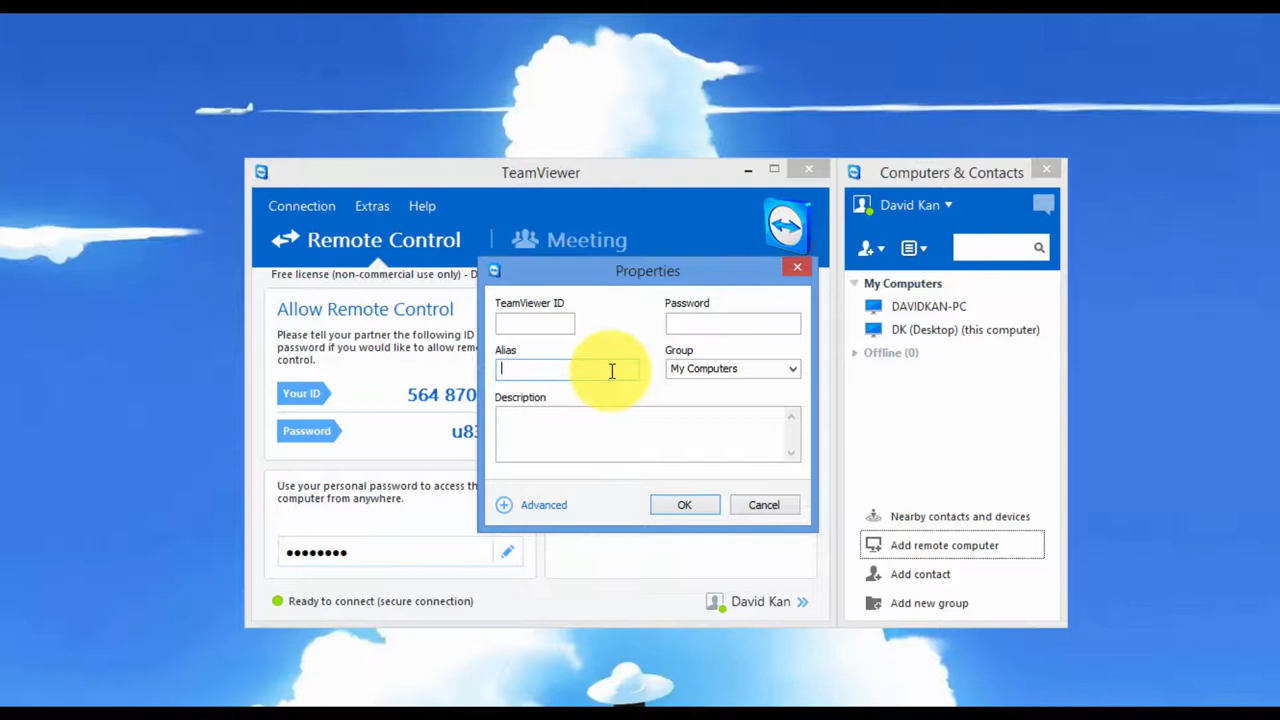 TeamViewer
Connection Extras Help
Remote Control
Meeting
Free license (non-commercial use only) - D
Allow Remote Control
Please tell your partner the following ID
password if you would like to allow rem
control.
Your ID
564 870
Password
u83
Use your personal password to access th
computer from anywhere.
Ready to connect (secure connection)
David Kan
Properties
TeamViewer ID
Password
Alias
Group
My Computers
Description
Advanced
OK
Cancel
Computers & Contacts
David Kan
My Computers
DAVIDKAN-PC
DK (Desktop) (this computer)
Offline (0)
Nearby contacts and devices
Add remote computer
Add contact
Add new group